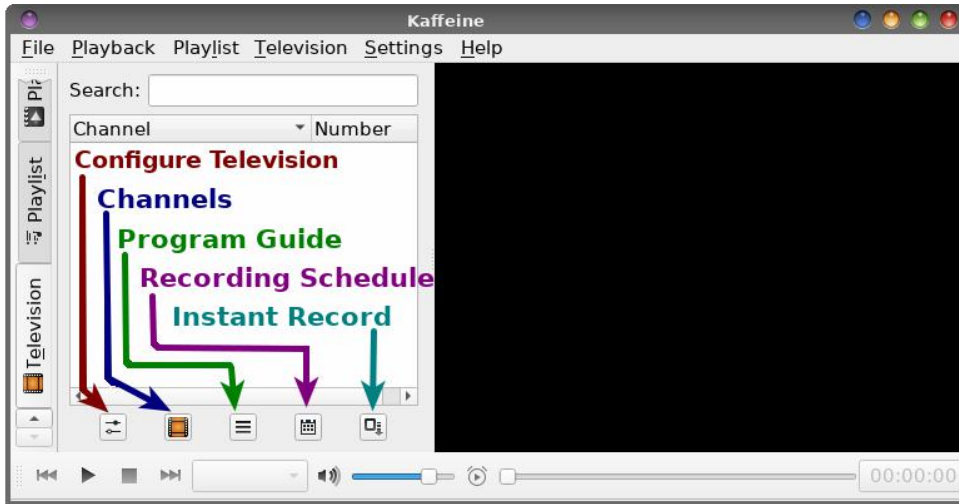 Kaffeine
File Playback Playlist Television Settings Help
Search:
Channel Number
Configure Television
Channels
Program Guide
Recording Schedule
Instant Record
Playlist
Television
00:00:00